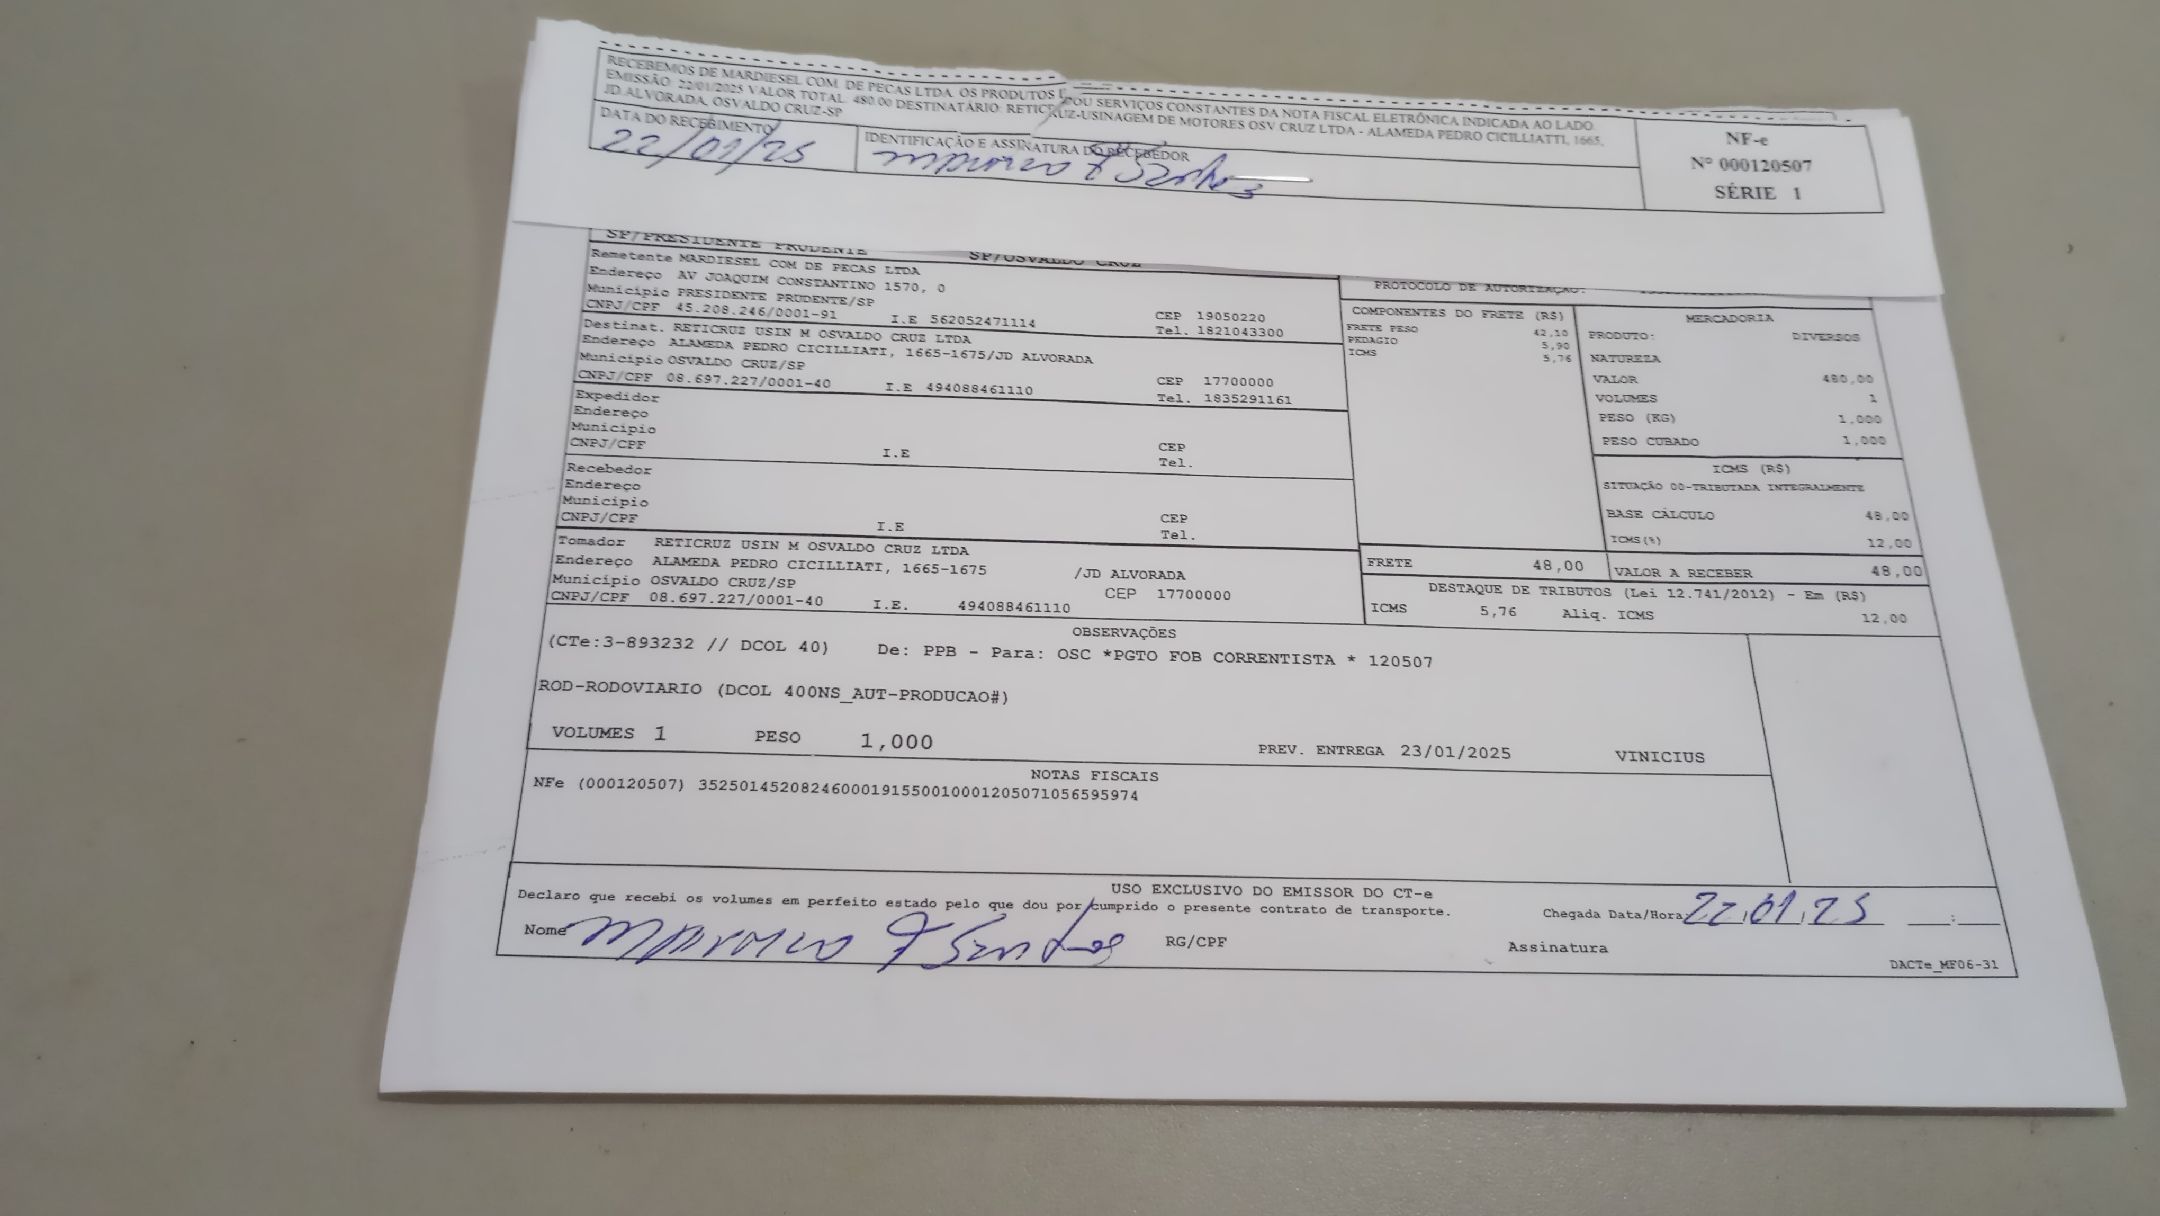 RECEBEMOS DE MARDIESEL COM. DE PECAS LTDA. OS PRODUTOS E/OU SERVIÇOS CONSTANTES DA NOTA FISCAL ELETRÔNICA INDICADA AO LADO.
EMISSÃO: 22/01/2025 VALOR TOTAL: 480.00 DESTINATÁRIO: RETICRUZ-USINAGEM DE MOTORES OSV CRUZ LTDA - ALAMEDA PEDRO CICILLIATTI, 1665,
JD ALVORADA, OSVALDO CRUZ-SP
NF-e
Nº 000120507
SÉRIE 1
DATA DO RECEBIMENTO
22/01/25
IDENTIFICAÇÃO E ASSINATURA DO RECEBEDOR
SP/PRESIDENTE PRUDENTE SP/OSVALDO CRUZ
Remetente MARDIESEL COM DE PECAS LTDA
Endereço AV JOAQUIM CONSTANTINO 1570, 0
Municipio PRESIDENTE PRUDENTE/SP CEP 19050220
CNPJ/CPF 45.208.246/0001-91 I.E 562052471114 Tel. 1821043300
Destinat. RETICRUZ USIN M OSVALDO CRUZ LTDA
Endereço ALAMEDA PEDRO CICILLIATI, 1665-1675/JD ALVORADA
Municipio OSVALDO CRUZ/SP CEP 17700000
CNPJ/CPF 08.697.227/0001-40 I.E 494088461110 Tel. 1835291161
Expedidor
Endereço
Municipio CEP
CNPJ/CPF I.E Tel.
Recebedor
Endereço
Municipio CEP
CNPJ/CPF I.E Tel.
Tomador RETICRUZ USIN M OSVALDO CRUZ LTDA
Endereço ALAMEDA PEDRO CICILLIATI, 1665-1675 /JD ALVORADA
Municipio OSVALDO CRUZ/SP CEP 17700000
CNPJ/CPF 08.697.227/0001-40 I.E. 494088461110
PROTOCOLO DE AUTORIZAÇAO:
COMPONENTES DO FRETE (R$)
FRETE PESO 42,10
PEDAGIO 5,90
ICMS 5,76
MERCADORIA
PRODUTO: DIVERSOS
NATUREZA
VALOR 480,00
VOLUMES 1
PESO (KG) 1,000
PESO CUBADO 1,000
ICMS (R$)
SITUAÇÃO 00-TRIBUTADA INTEGRALMENTE
BASE CÁLCULO 48,00
ICMS(%) 12,00
FRETE 48,00 VALOR A RECEBER 48,00
DESTAQUE DE TRIBUTOS (Lei 12.741/2012) - Em (R$)
ICMS 5,76 Aliq. ICMS 12,00
OBSERVAÇÕES
(CTe:3-893232 // DCOL 40) De: PPB - Para: OSC *PGTO FOB CORRENTISTA * 120507
ROD-RODOVIARIO (DCOL 400NS_AUT-PRODUCAO#)
VOLUMES 1 PESO 1,000 PREV. ENTREGA 23/01/2025 VINICIUS
NOTAS FISCAIS
NFe (000120507) 35250145208246000191550010001205071056595974
USO EXCLUSIVO DO EMISSOR DO CT-e
Declaro que recebi os volumes em perfeito estado pelo que dou por cumprido o presente contrato de transporte.
Chegada Data/Hora 22/01/25 :
Nome RG/CPF Assinatura
DACTe_MF06-31